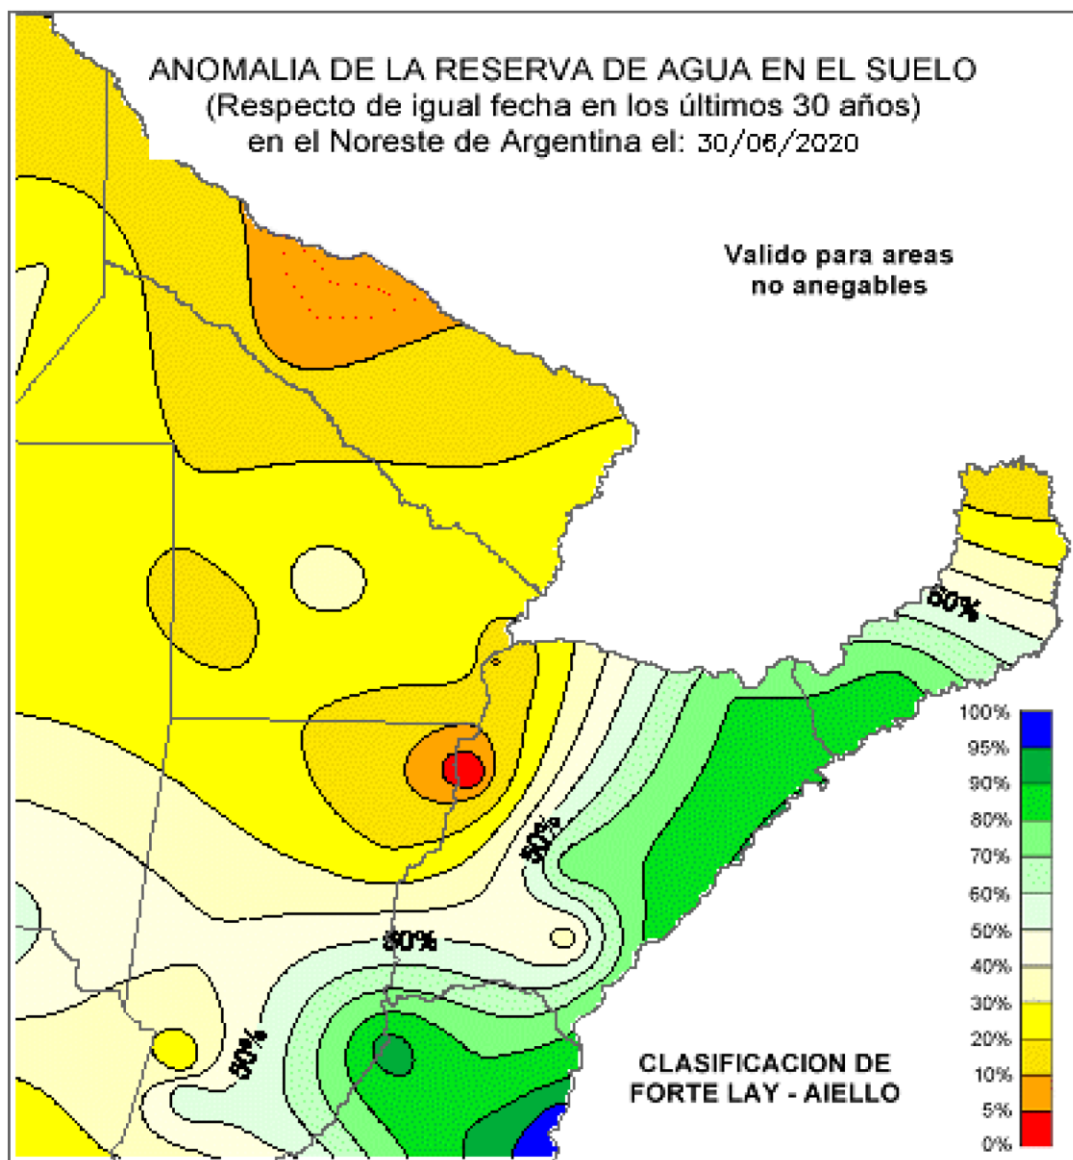 ANOMALIA DE LA RESERVA DE AGUA EN EL SUELO
(Respecto de igual fecha en los últimos 30 años)
en el Noreste de Argentina el: 30/06/2020
Valido para areas
no anegables
50%
50%
50%
50%
100%
95%
90%
80%
70%
60%
50%
40%
30%
20%
10%
5%
0%
CLASIFICACION DE
FORTE LAY - AIELLO